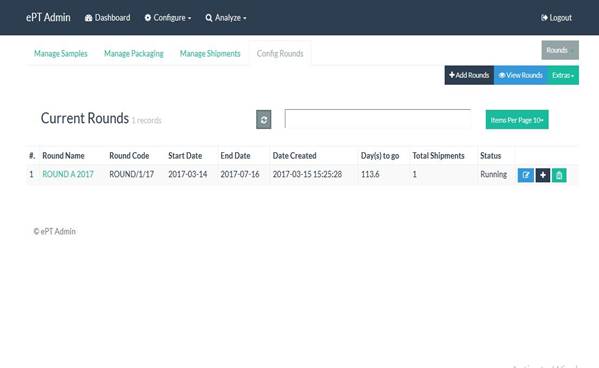 ePT Admin Dashboard Configure Analyze Logout
Manage Samples Manage Packaging Manage Shipments Config Rounds Rounds
Add Rounds View Rounds Extras
Current Rounds 1 records Items Per Page 10
#. Round Name Round Code Start Date End Date Date Created Day(s) to go Total Shipments Status
1 ROUND A 2017 ROUND/1/17 2017-03-14 2017-07-16 2017-03-15 15:25:28 113.6 1 Running
© ePT Admin